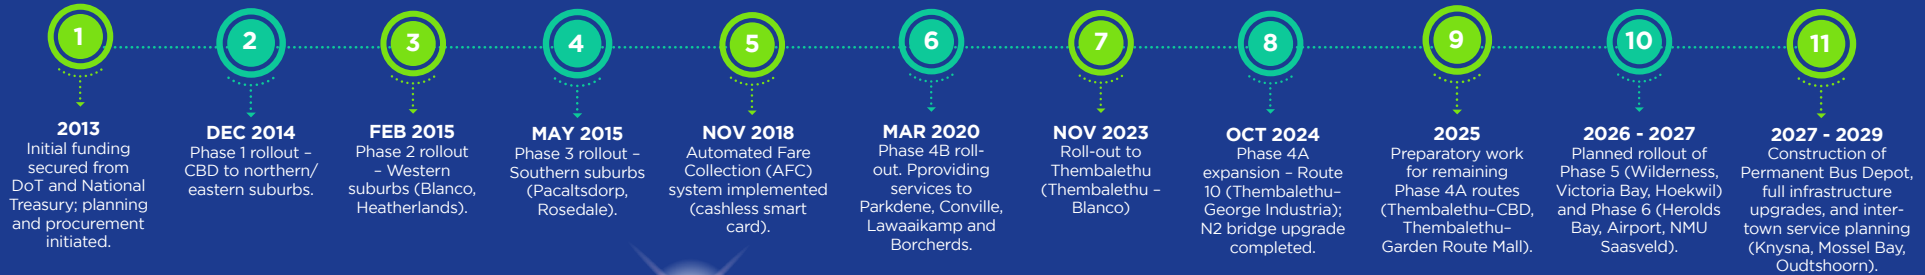 1
2013
Initial funding
secured from
DoT and National
Treasury; planning
and procurement
initiated.
2
DEC 2014
Phase 1 rollout –
CBD to northern/
eastern suburbs.
3
FEB 2015
Phase 2 rollout
– Western
suburbs (Blanco,
Heatherlands).
4
MAY 2015
Phase 3 rollout –
Southern suburbs
(Pacaltsdorp,
Rosedale).
5
NOV 2018
Automated Fare
Collection (AFC)
system implemented
(cashless smart
card).
6
MAR 2020
Phase 4B roll-
out. Pproviding
services to
Parkdene, Conville,
Lawaaikamp and
Borcherds.
7
NOV 2023
Roll-out to
Thembalethu
(Thembalethu –
Blanco)
8
OCT 2024
Phase 4A
expansion – Route
10 (Thembalethu–
George Industria);
N2 bridge upgrade
completed.
9
2025
Preparatory work
for remaining
Phase 4A routes
(Thembalethu–CBD,
Thembalethu–
Garden Route Mall).
10
2026 - 2027
Planned rollout of
Phase 5 (Wilderness,
Victoria Bay, Hoekwil)
and Phase 6 (Herolds
Bay, Airport, NMU
Saasveld).
11
2027 - 2029
Construction of
Permanent Bus Depot,
full infrastructure
upgrades, and inter-
town service planning
(Knysna, Mossel Bay,
Oudtshoorn).